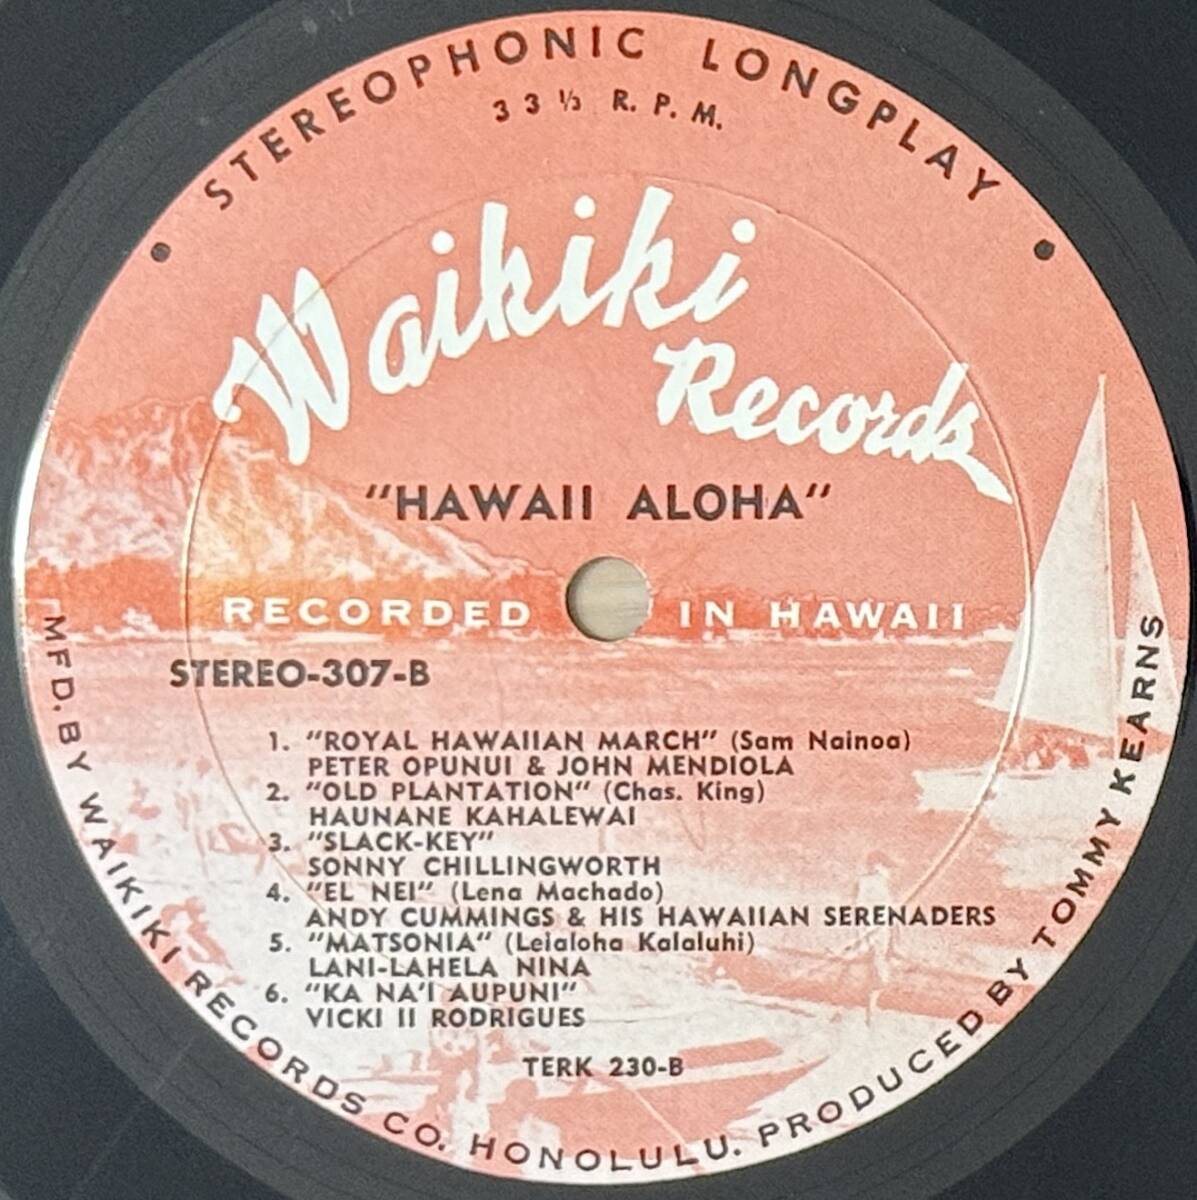 STEREOPHONIC LONGPLAY
33 ⅓ R. P. M.
Waikiki
Records
"HAWAII ALOHA"
RECORDED IN HAWAII
STEREO-307-B
1. "ROYAL HAWAIIAN MARCH" (Sam Nainoa)
PETER OPUNUI & JOHN MENDIOLA
2. "OLD PLANTATION" (Chas. King)
HAUNANE KAHALEWAI
3. "SLACK-KEY"
SONNY CHILLINGWORTH
4. "EL NEI" (Lena Machado)
ANDY CUMMINGS & HIS HAWAIIAN SERENADERS
5. "MATSONIA" (Leialoha Kalaluhi)
LANI-LAHELA NINA
6. "KA NA'I AUPUNI"
VICKI II RODRIGUES
TERK 230-B
MFD. BY WAIKIKI RECORDS CO. HONOLULU. PRODUCED BY TOMMY KEARNS